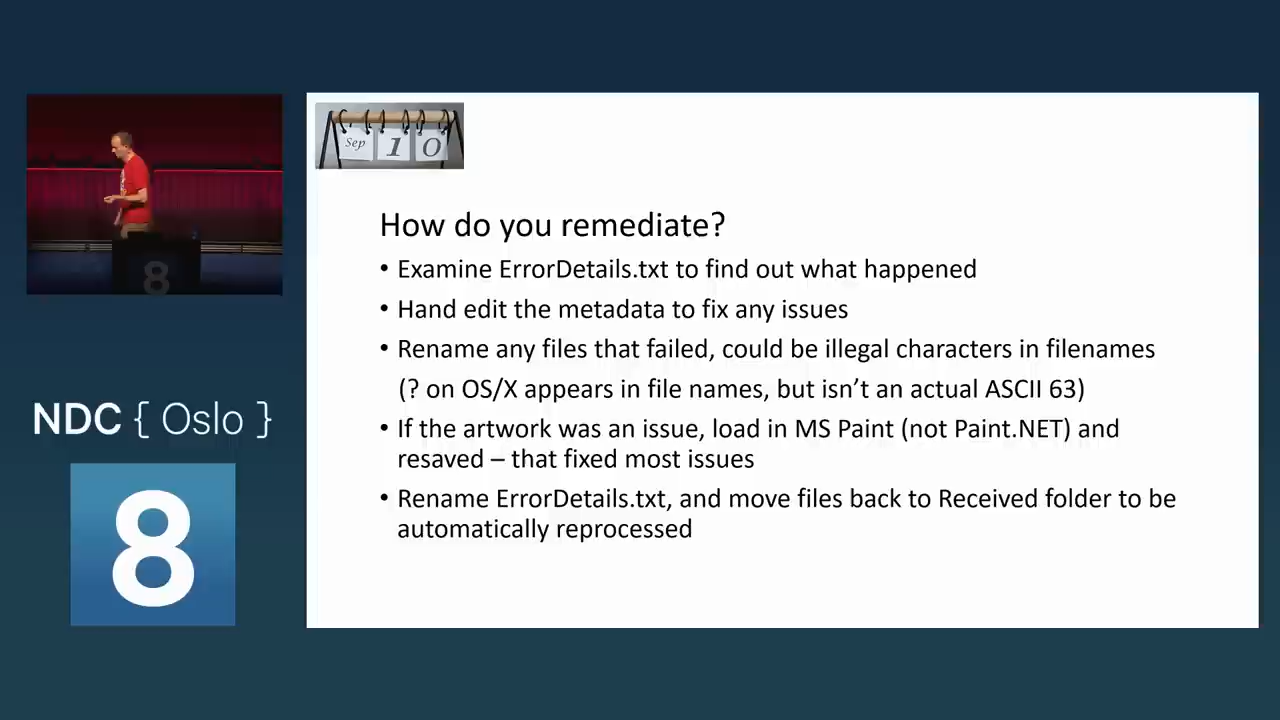 Sep 10
How do you remediate?
• Examine ErrorDetails.txt to find out what happened
• Hand edit the metadata to fix any issues
• Rename any files that failed, could be illegal characters in filenames
(? on OS/X appears in file names, but isn’t an actual ASCII 63)
• If the artwork was an issue, load in MS Paint (not Paint.NET) and
resaved – that fixed most issues
• Rename ErrorDetails.txt, and move files back to Received folder to be
automatically reprocessed
8
NDC { Oslo }
8